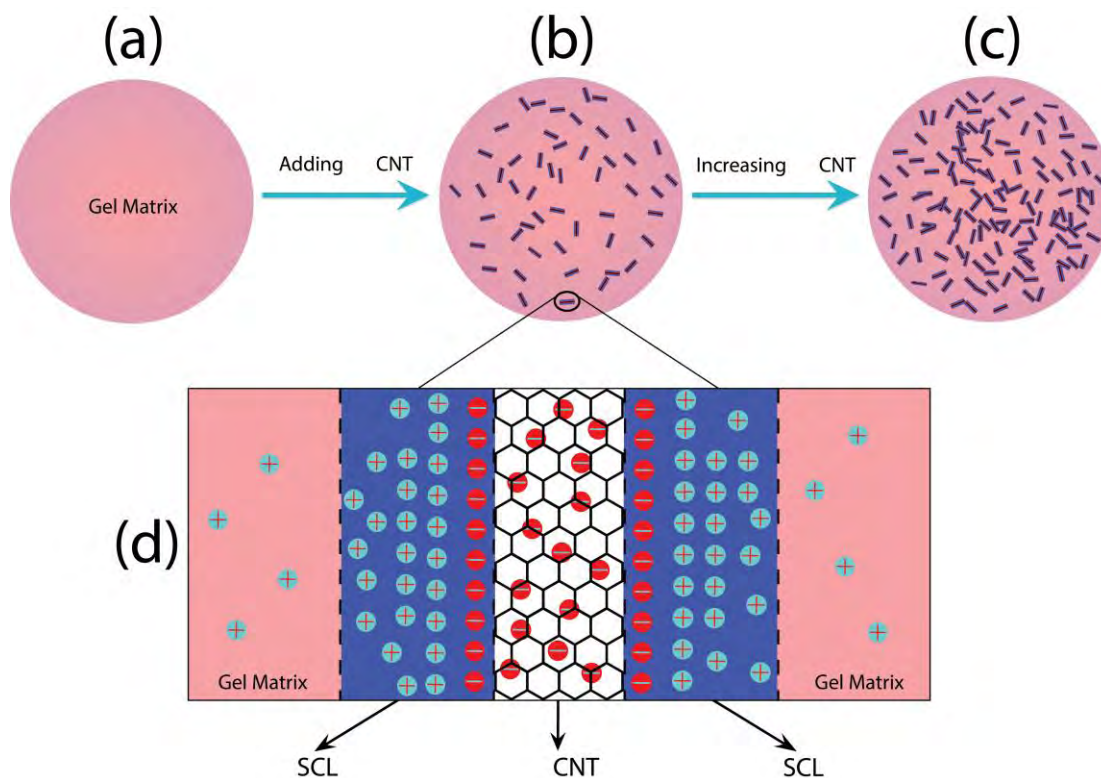 (a)
(b)
(c)
Gel Matrix
Adding CNT
Increasing CNT
(d)
Gel Matrix
Gel Matrix
SCL
CNT
SCL